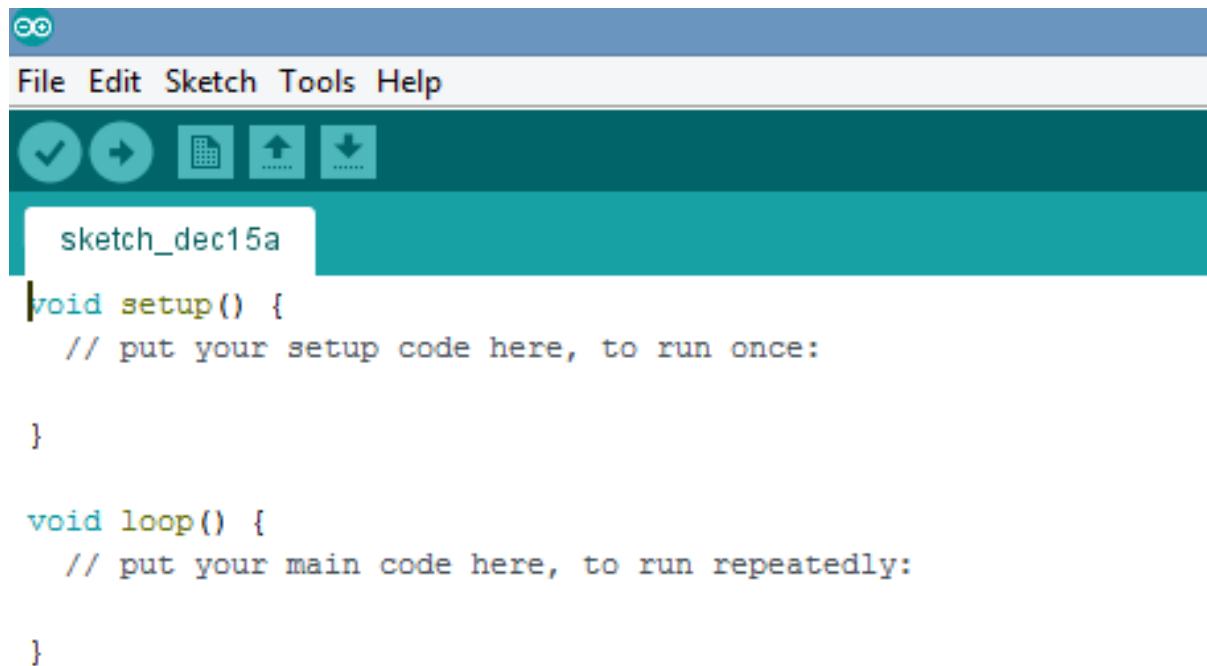 File Edit Sketch Tools Help
sketch_dec15a
void setup() {
  // put your setup code here, to run once:
}
void loop() {
  // put your main code here, to run repeatedly:
}